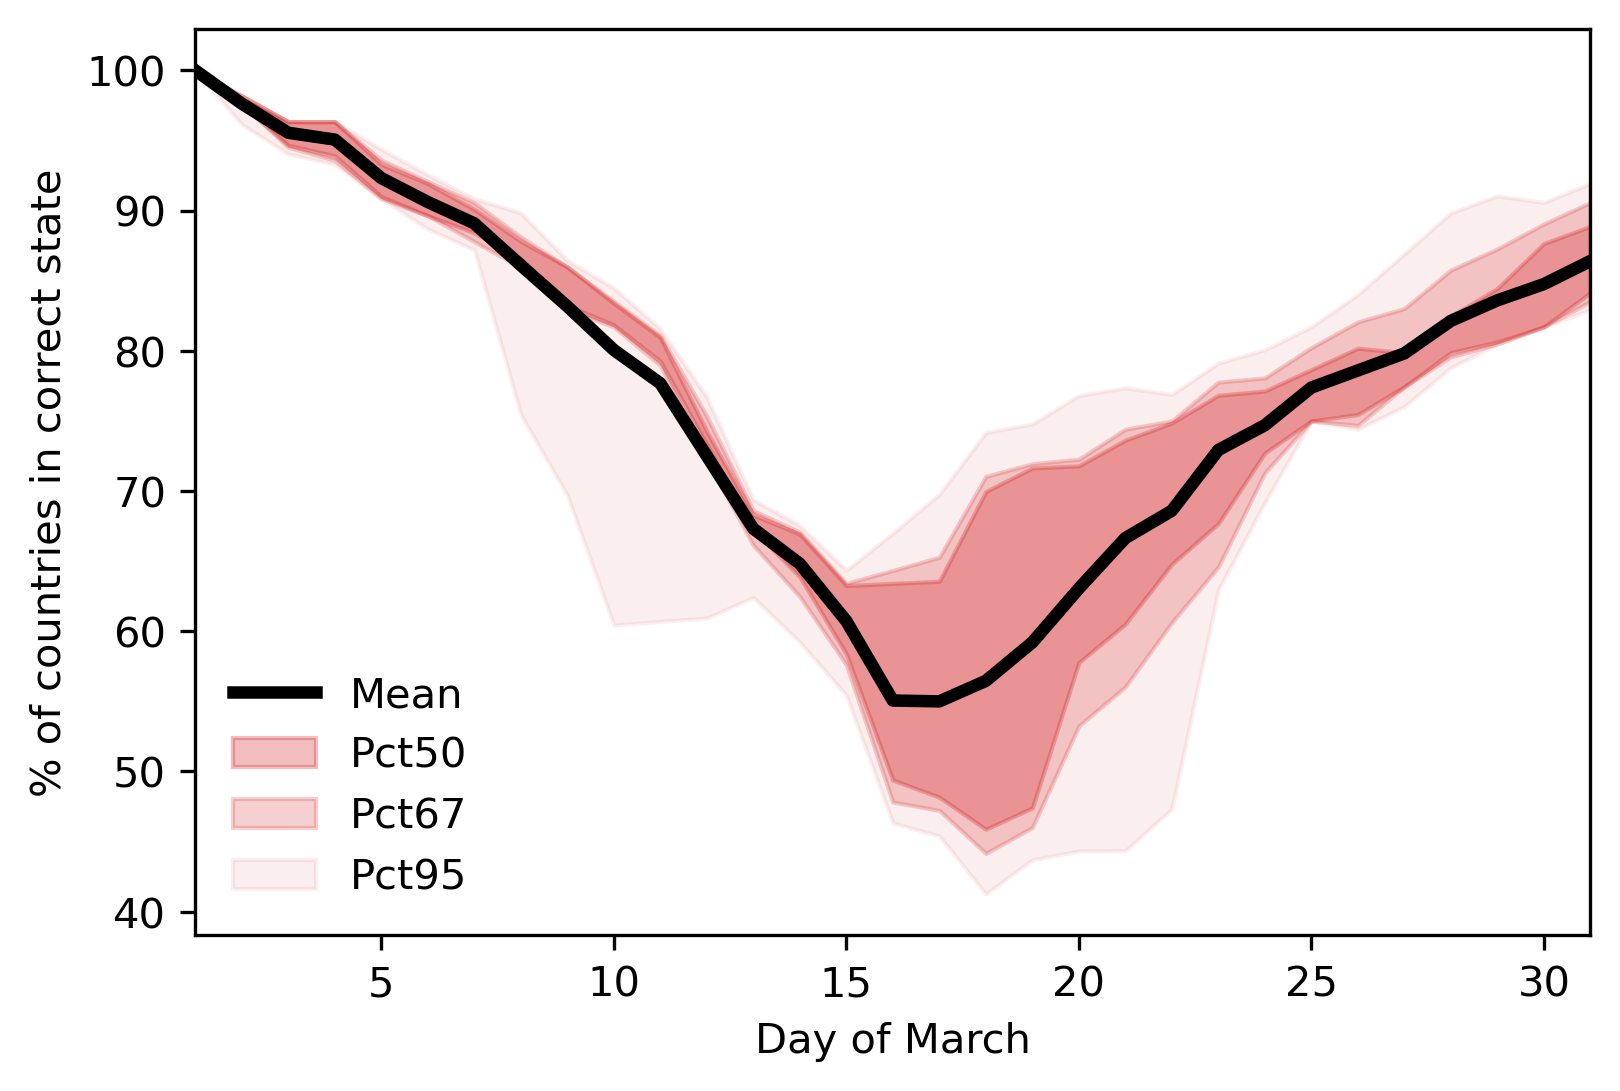 % of countries in correct state
100
90
80
70
60
50
40
Mean
Pct50
Pct67
Pct95
5 10 15 20 25 30
Day of March